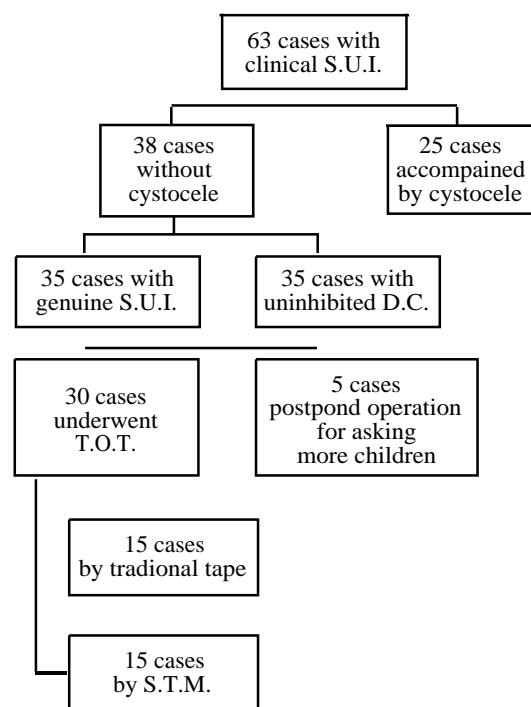 63 cases with
clinical S.U.I.
38 cases
without
cystocele
25 cases
accompained
by cystocele
35 cases with
genuine S.U.I.
35 cases with
uninhibited D.C.
30 cases
underwent
T.O.T.
5 cases
postpond operation
for asking
more children
15 cases
by tradional tape
15 cases
by S.T.M.